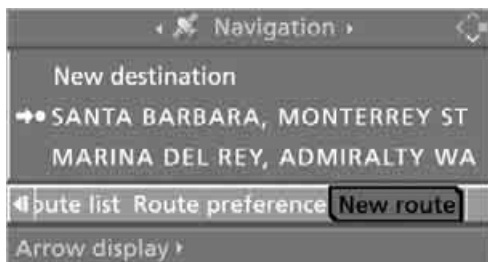 Navigation
New destination
SANTA BARBARA, MONTERREY ST
MARINA DEL REY, ADMIRALTY WA
oute list Route preference New route
Arrow display